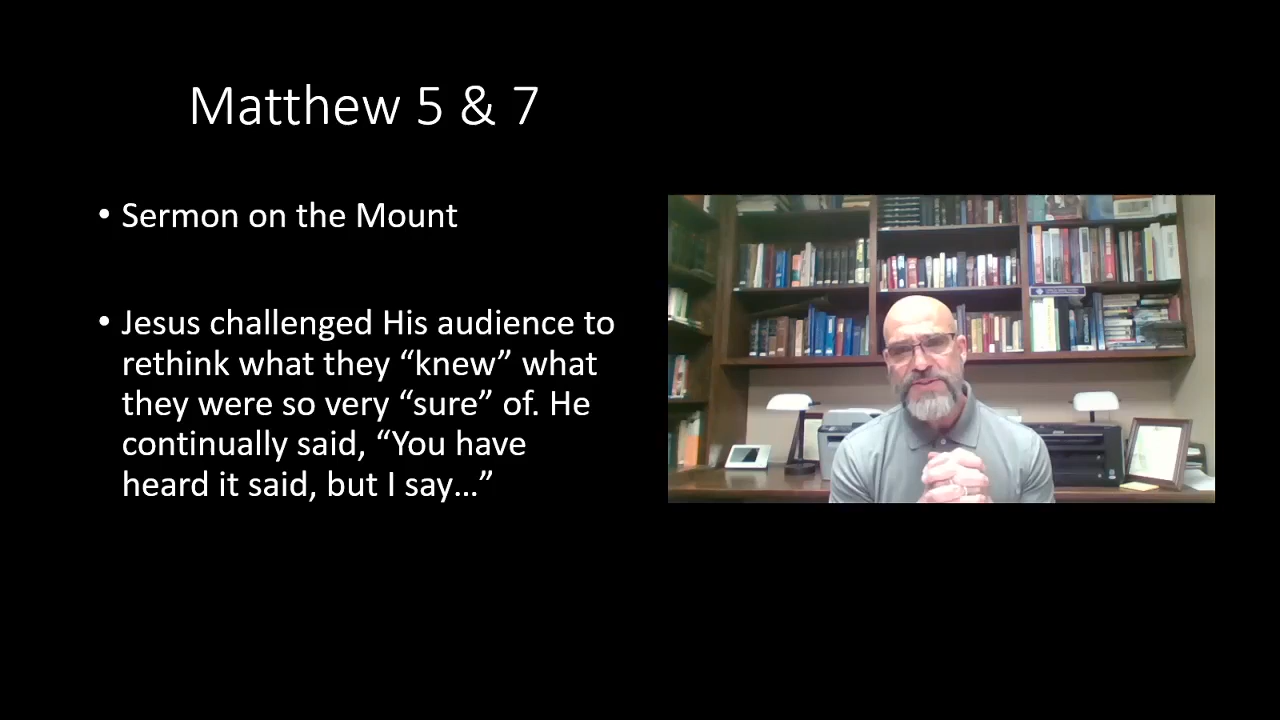 Matthew 5 & 7
• Sermon on the Mount
• Jesus challenged His audience to
rethink what they “knew” what
they were so very “sure” of. He
continually said, “You have
heard it said, but I say…”